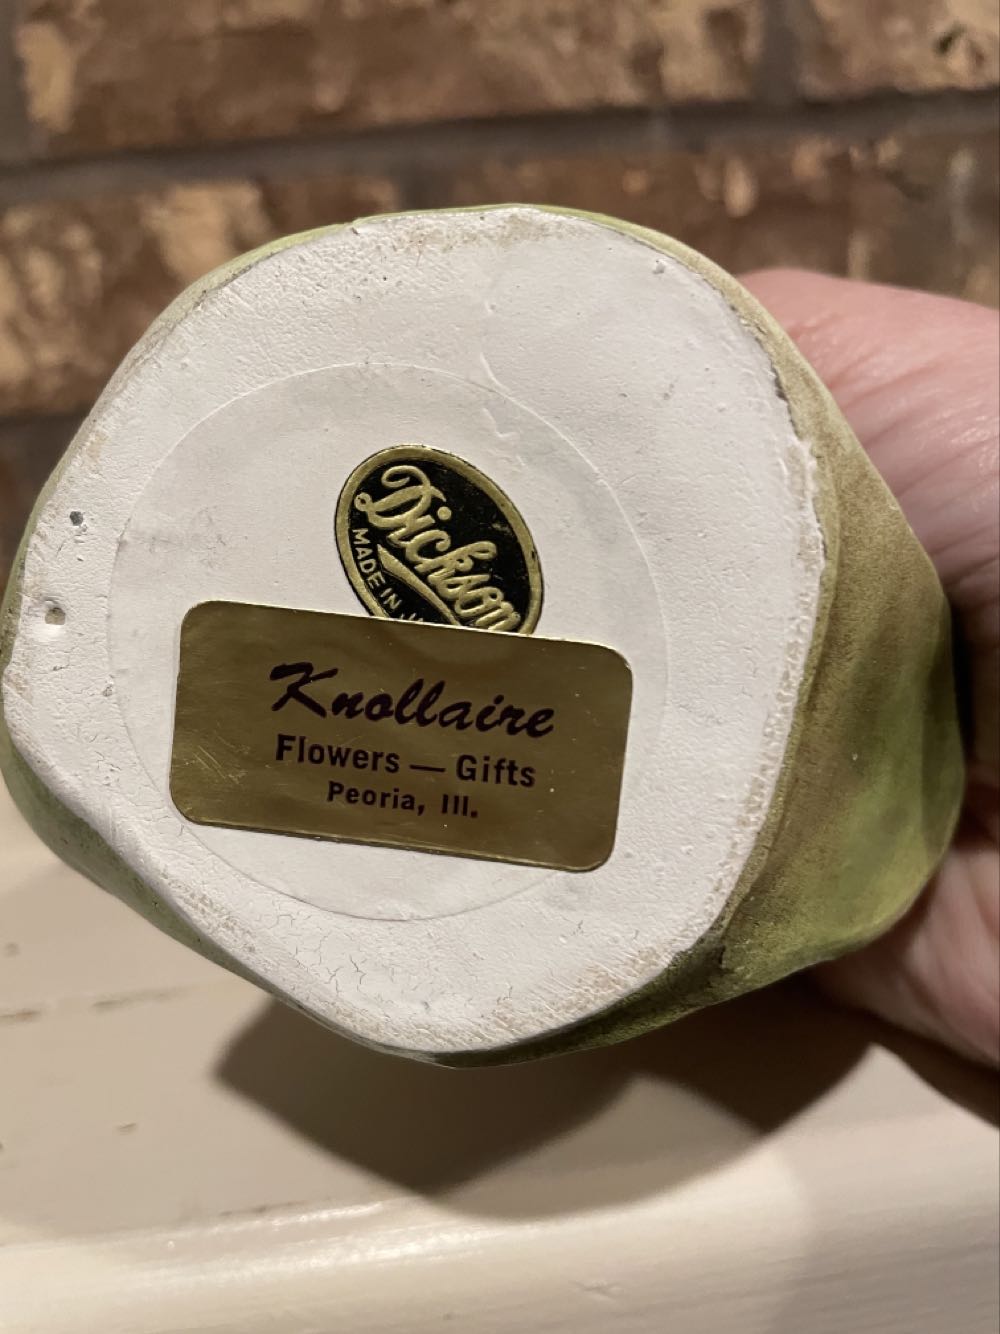 Dickson
MADE IN
Knollaire
Flowers — Gifts
Peoria, Ill.